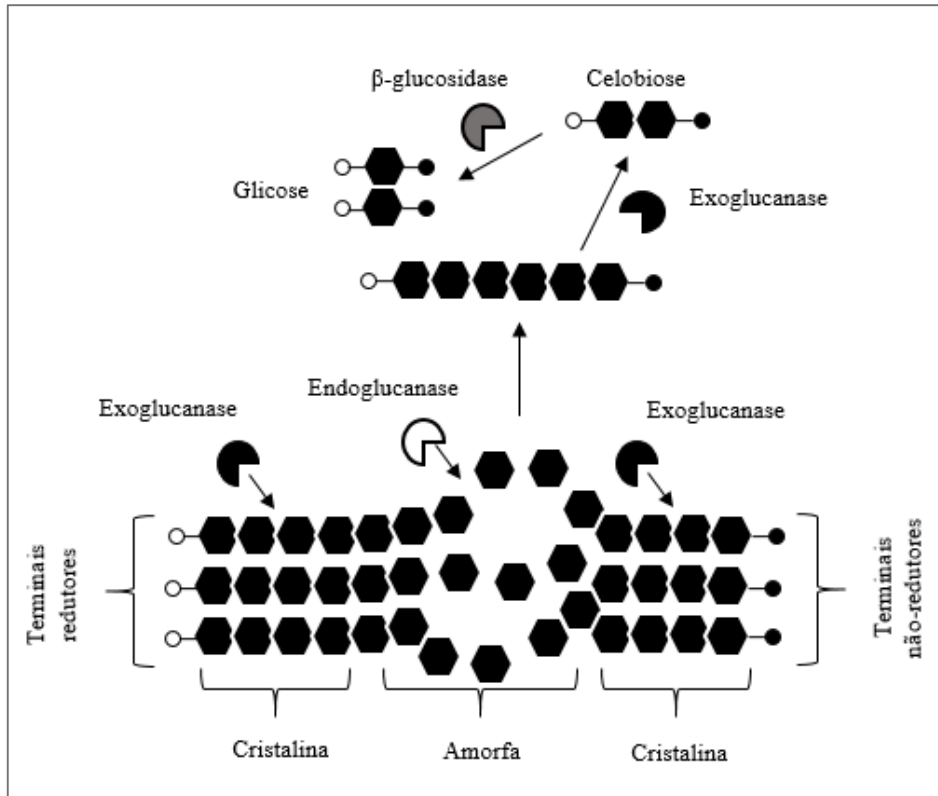 β-glucosidase
Celobiose
Glicose
Exoglucanase
Exoglucanase
Endoglucanase
Exoglucanase
Terminais
redutores
Terminais
não-redutores
Cristalina
Amorfa
Cristalina